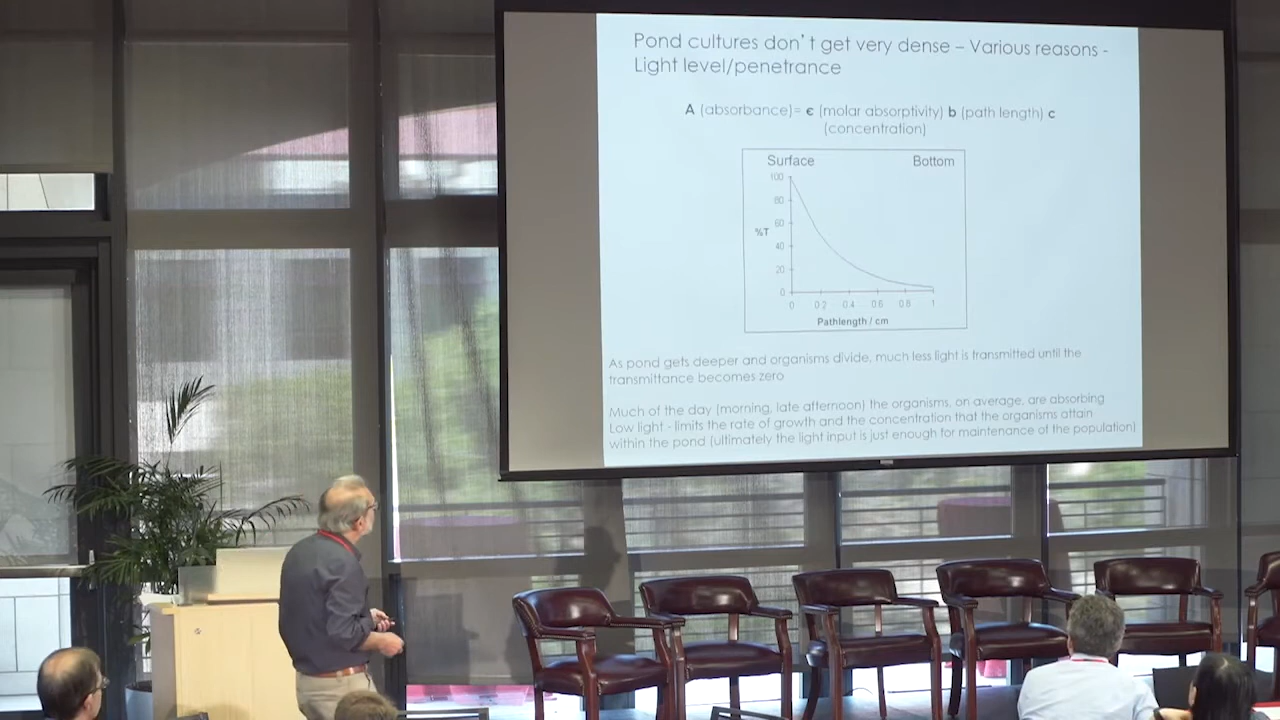 Pond cultures don't get very dense – Various reasons -
Light level/penetrance
A (absorbance)= ϵ (molar absorptivity) b (path length) c
(concentration)
Surface Bottom
100
80
60
%T
40
20
0
0 0.2 0.4 0.6 0.8 1
Pathlength / cm
As pond gets deeper and organisms divide, much less light is transmitted until the
transmittance becomes zero
Much of the day (morning, late afternoon) the organisms, on average, are absorbing
Low light - limits the rate of growth and the concentration that the organisms attain
within the pond (ultimately the light input is just enough for maintenance of the population)